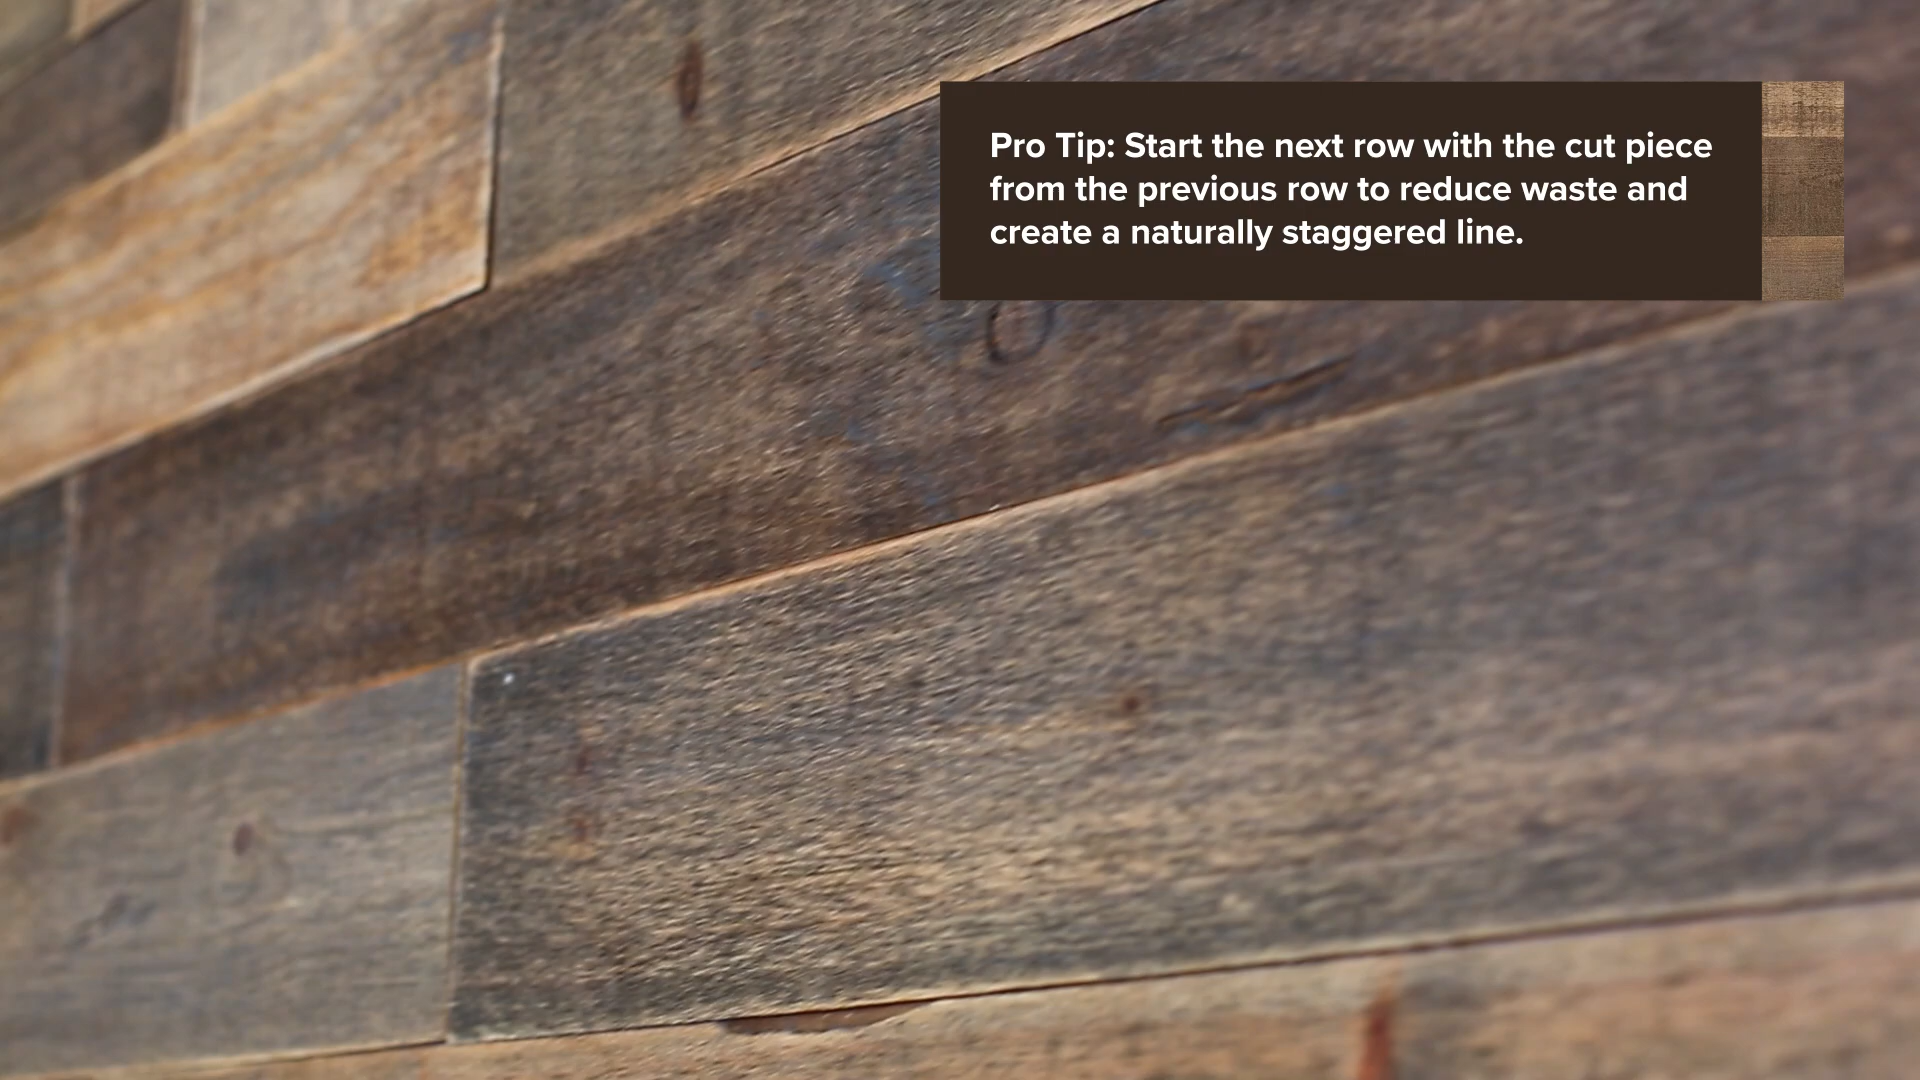 Pro Tip: Start the next row with the cut piece
from the previous row to reduce waste and
create a naturally staggered line.